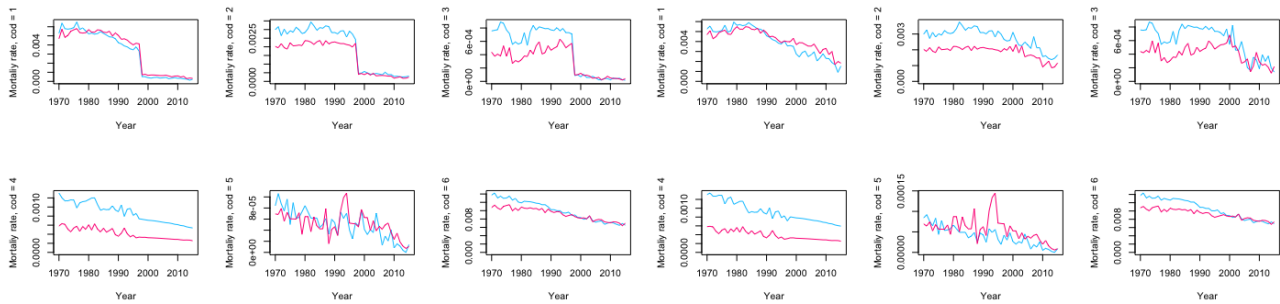 Mortaliy rate, cod = 1
0.000 0.004
1970 1980 1990 2000 2010
Year
Mortaliy rate, cod = 2
0.0000 0.0025
1970 1980 1990 2000 2010
Year
Mortaliy rate, cod = 3
0e+00 6e-04
1970 1980 1990 2000 2010
Year
Mortaliy rate, cod = 1
0.000 0.004
1970 1980 1990 2000 2010
Year
Mortaliy rate, cod = 2
0.000 0.003
1970 1980 1990 2000 2010
Year
Mortaliy rate, cod = 3
0e+00 6e-04
1970 1980 1990 2000 2010
Year
Mortaliy rate, cod = 4
0.0000 0.0010
1970 1980 1990 2000 2010
Year
Mortaliy rate, cod = 5
0e+00 8e-05
1970 1980 1990 2000 2010
Year
Mortaliy rate, cod = 6
0.000 0.008
1970 1980 1990 2000 2010
Year
Mortaliy rate, cod = 4
0.0000 0.0010
1970 1980 1990 2000 2010
Year
Mortaliy rate, cod = 5
0.00000 0.00015
1970 1980 1990 2000 2010
Year
Mortaliy rate, cod = 6
0.000 0.008
1970 1980 1990 2000 2010
Year